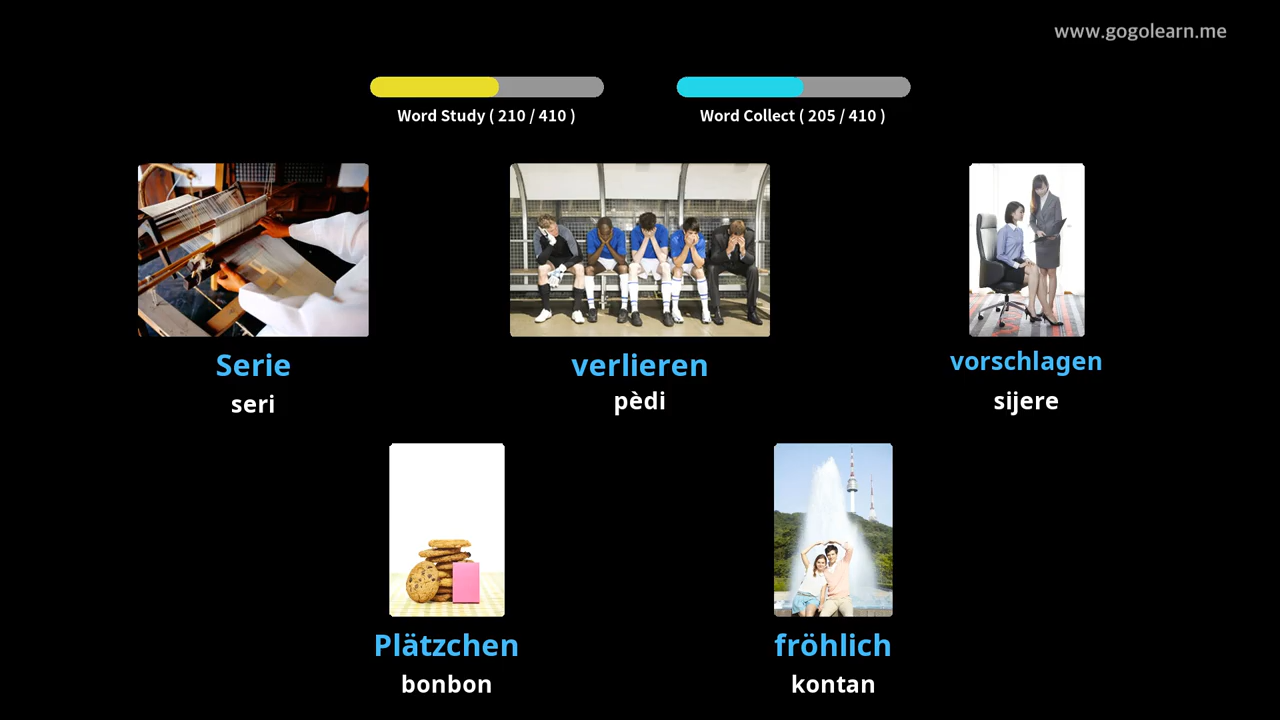 www.gogolearn.me
Word Study ( 210 / 410 )
Word Collect ( 205 / 410 )
Serie
seri
verlieren
pèdi
vorschlagen
sijere
Plätzchen
bonbon
fröhlich
kontan